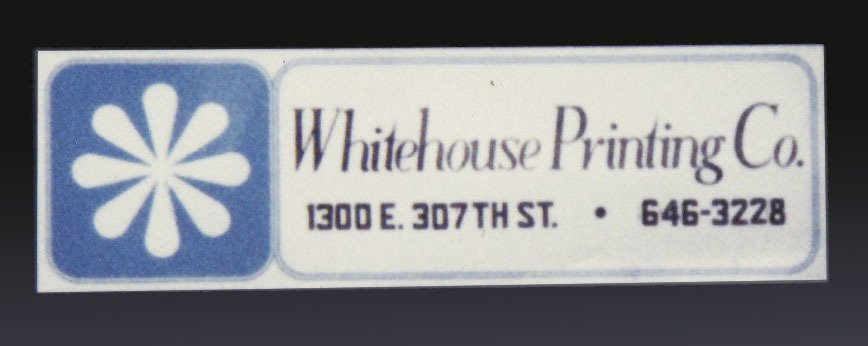 Whitehouse Printing Co.
1300 E. 307TH ST. • 646-3228